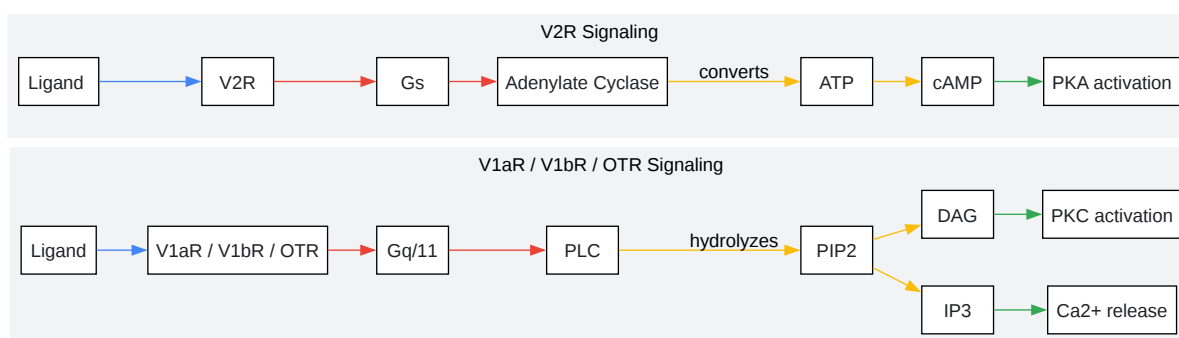 V2R Signaling
Ligand
V2R
Gs
Adenylate Cyclase
converts
ATP
cAMP
PKA activation
V1aR / V1bR / OTR Signaling
Ligand
V1aR / V1bR / OTR
Gq/11
PLC
hydrolyzes
PIP2
DAG
PKC activation
IP3
Ca2+ release